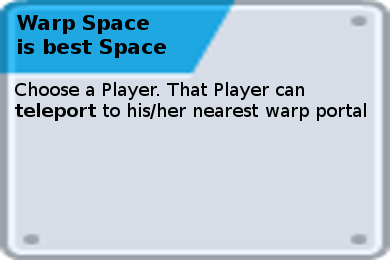 Warp Space
is best Space
Choose a Player. That Player can
teleport to his/her nearest warp portal